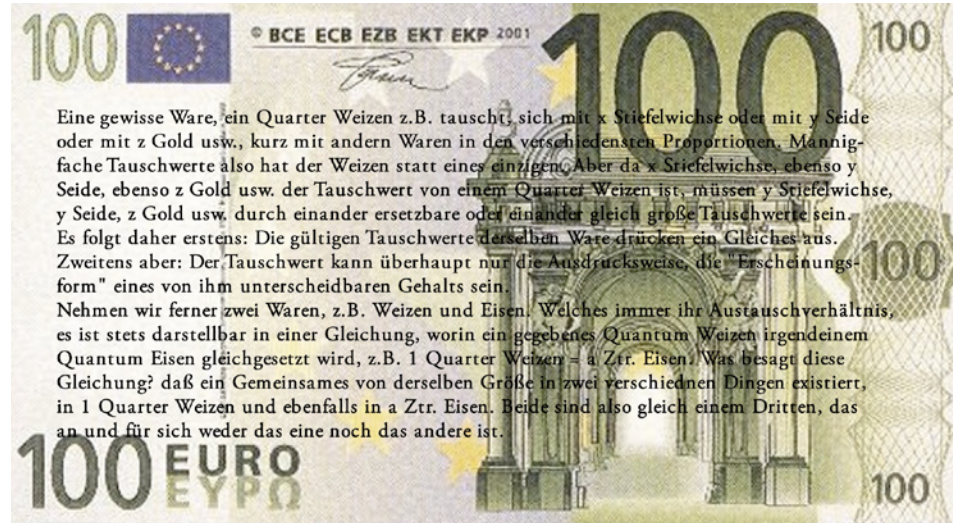 100
© BCE ECB EZB EKT EKP 2001
100
100
Eine gewisse Ware, ein Quarter Weizen z.B. tauscht, sich mit x Stiefelwichse oder mit y Seide
oder mit z Gold usw., kurz mit andern Waren in den verschiedensten Proportionen. Mannig-
fache Tauschwerte also hat der Weizen statt eines einzigen. Aber da x Stiefelwichse, ebenso y
Seide, ebenso z Gold usw. der Tauschwert von einem Quarter Weizen ist, müssen y Stiefelwichse,
y Seide, z Gold usw. durch einander ersetzbare oder einander gleich große Tauschwerte sein.
Es folgt daher erstens: Die gültigen Tauschwerte derselben Ware drücken ein Gleiches aus.
Zweitens aber: Der Tauschwert kann überhaupt nur die Ausdrucksweise, die "Erscheinungs-
form" eines von ihm unterscheidbaren Gehalts sein.
100
Nehmen wir ferner zwei Waren, z.B. Weizen und Eisen. Welches immer ihr Austauschverhältnis,
es ist stets darstellbar in einer Gleichung, worin ein gegebenes Quantum Weizen irgendeinem
Quantum Eisen gleichgesetzt wird, z.B. 1 Quarter Weizen = a Ztr. Eisen. Was besagt diese
Gleichung? daß ein Gemeinsames von derselben Größe in zwei verschiednen Dingen existiert,
in 1 Quarter Weizen und ebenfalls in a Ztr. Eisen. Beide sind also gleich einem Dritten, das
an und für sich weder das eine noch das andere ist.
100 EURO
ΕΥΡΩ
100